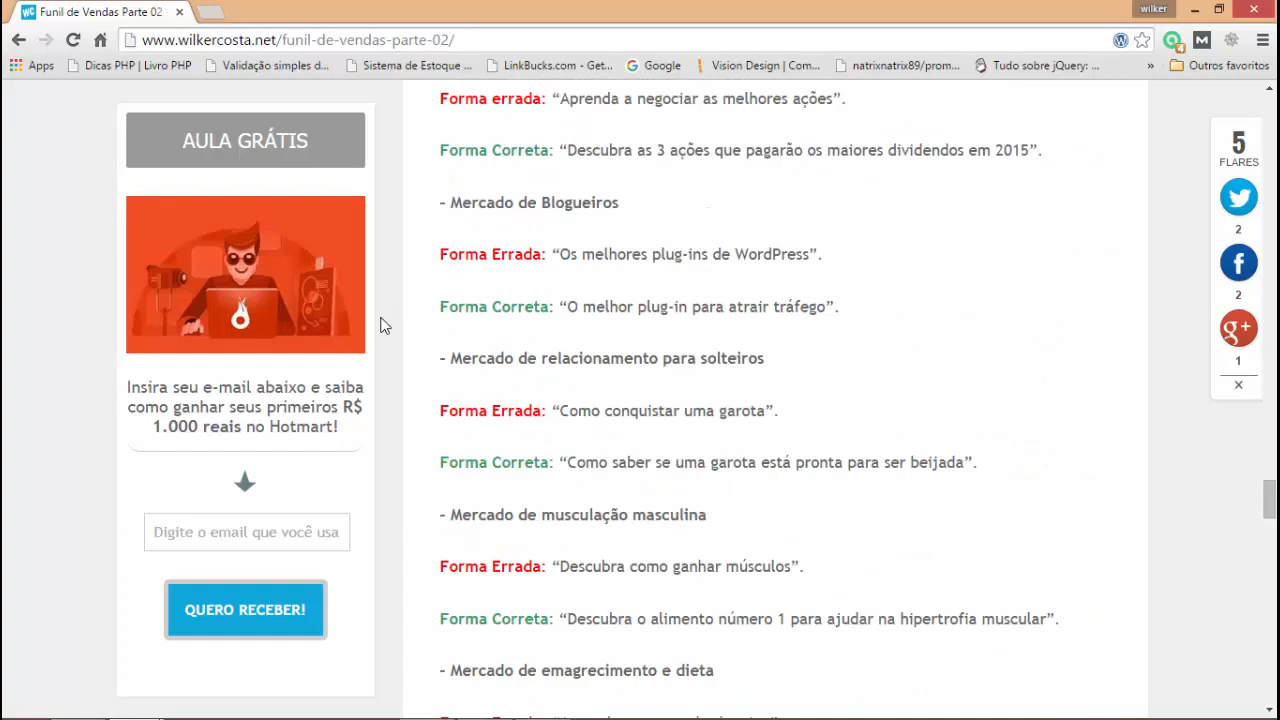 Funil de Vendas Parte 02
wilker
www.wilkercosta.net/funil-de-vendas-parte-02/
Apps
Dicas PHP | Livro PHP
Validação simples d...
Sistema de Estoque ...
LinkBucks.com - Get...
Google
Vision Design | Com...
natrixnatrix89/prom...
Tudo sobre jQuery: ...
»
Outros favoritos
AULA GRÁTIS
Insira seu e-mail abaixo e saiba
como ganhar seus primeiros R$
1.000 reais no Hotmart!
Digite o email que você usa
QUERO RECEBER!
Forma errada: “Aprenda a negociar as melhores ações”.
Forma Correta: “Descubra as 3 ações que pagarão os maiores dividendos em 2015”.
– Mercado de Blogueiros
Forma Errada: “Os melhores plug-ins de WordPress”.
Forma Correta: “O melhor plug-in para atrair tráfego”.
– Mercado de relacionamento para solteiros
Forma Errada: “Como conquistar uma garota”.
Forma Correta: “Como saber se uma garota está pronta para ser beijada”.
– Mercado de musculação masculina
Forma Errada: “Descubra como ganhar músculos”.
Forma Correta: “Descubra o alimento número 1 para ajudar na hipertrofia muscular”.
– Mercado de emagrecimento e dieta
5
FLARES
2
2
1
×